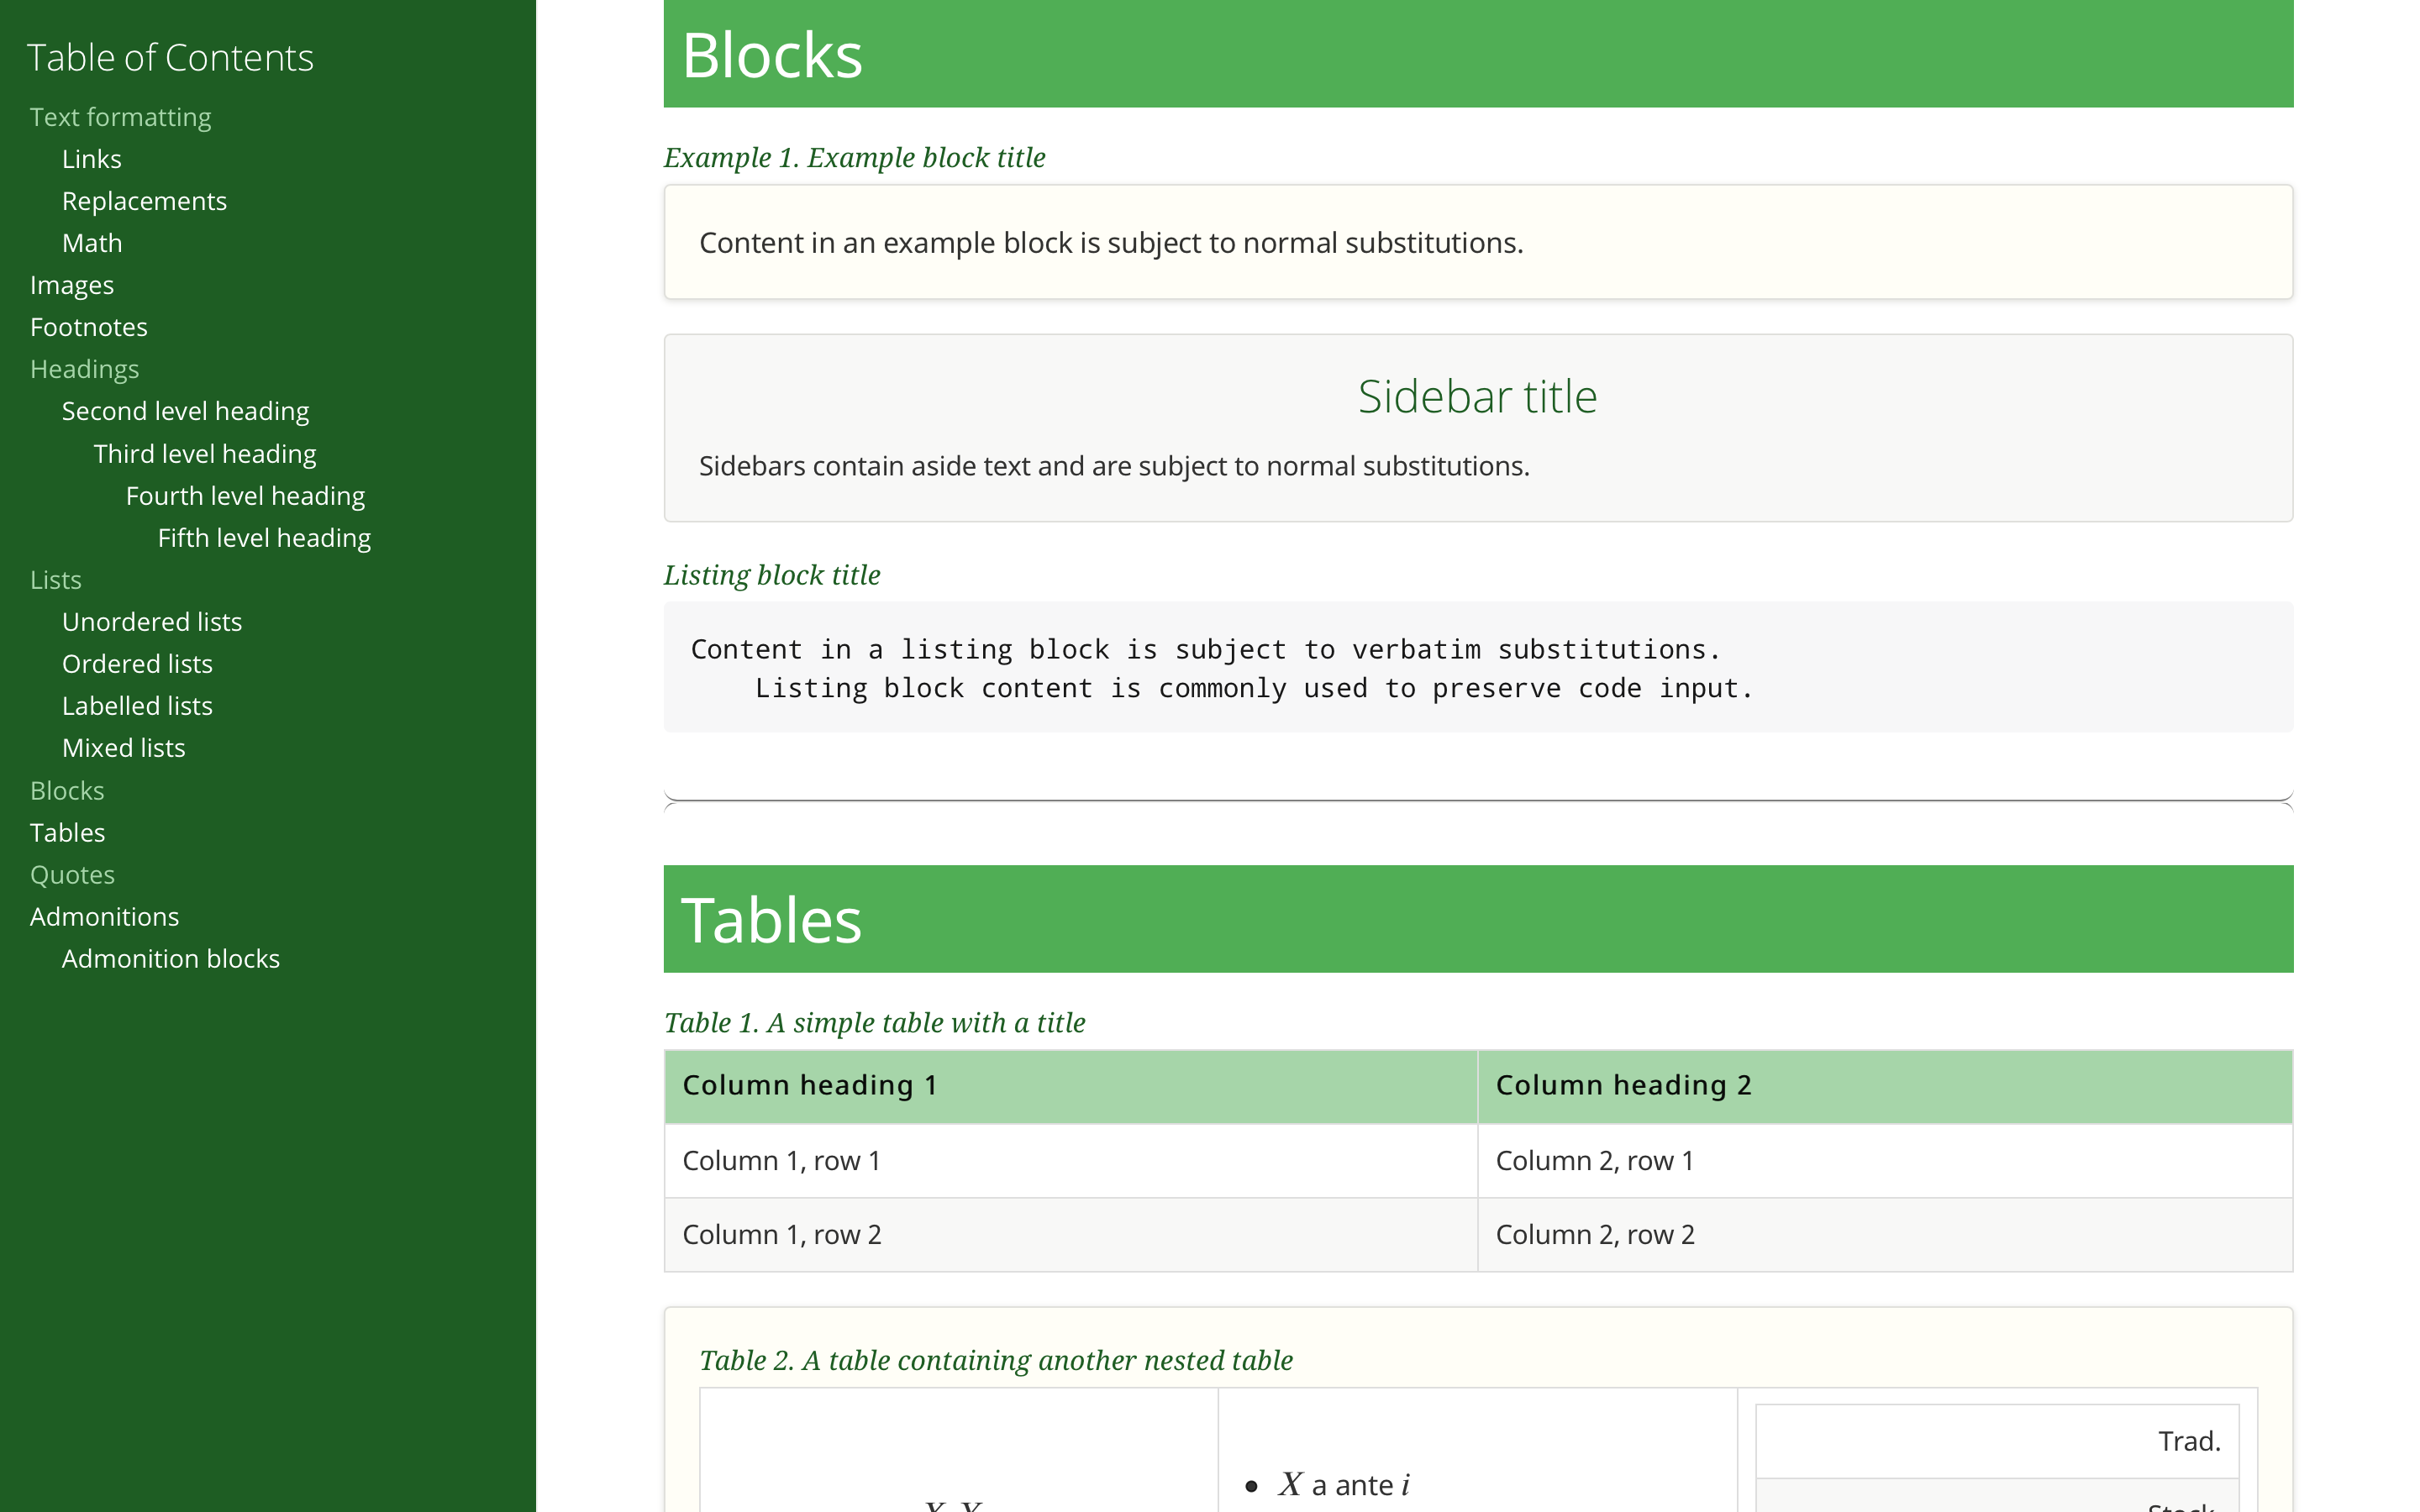 Table of Contents
Text formatting
Links
Replacements
Math
Images
Footnotes
Headings
Second level heading
Third level heading
Fourth level heading
Fifth level heading
Lists
Unordered lists
Ordered lists
Labelled lists
Mixed lists
Blocks
Tables
Quotes
Admonitions
Admonition blocks
Blocks
Example 1. Example block title
Content in an example block is subject to normal substitutions.
Sidebar title
Sidebars contain aside text and are subject to normal substitutions.
Listing block title
Content in a listing block is subject to verbatim substitutions.
Listing block content is commonly used to preserve code input.
Tables
Table 1. A simple table with a title
Column heading 1 Column heading 2
Column 1, row 1 Column 2, row 1
Column 1, row 2 Column 2, row 2
Table 2. A table containing another nested table
Trad.
• X a ante i